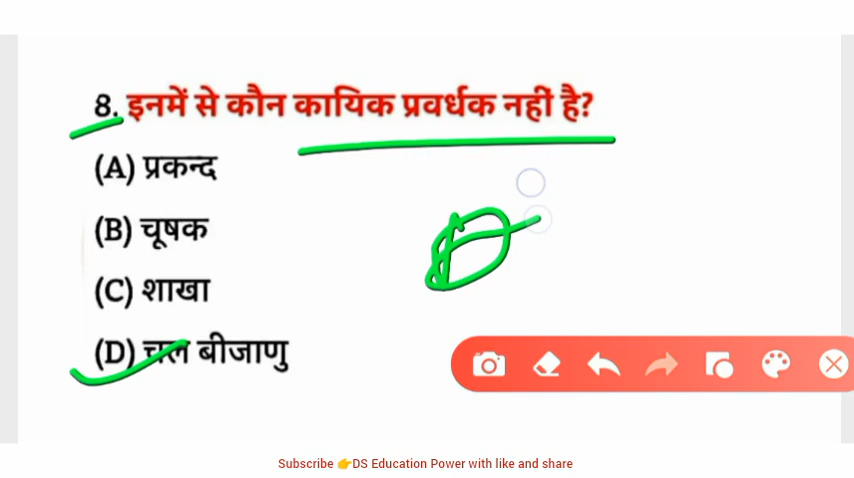 8. इनमें से कौन कायिक प्रवर्धक नहीं है?
(A) प्रकन्द
(B) चूषक
(C) शाखा
(D) चल बीजाणु
D
Subscribe 👉DS Education Power with like and share